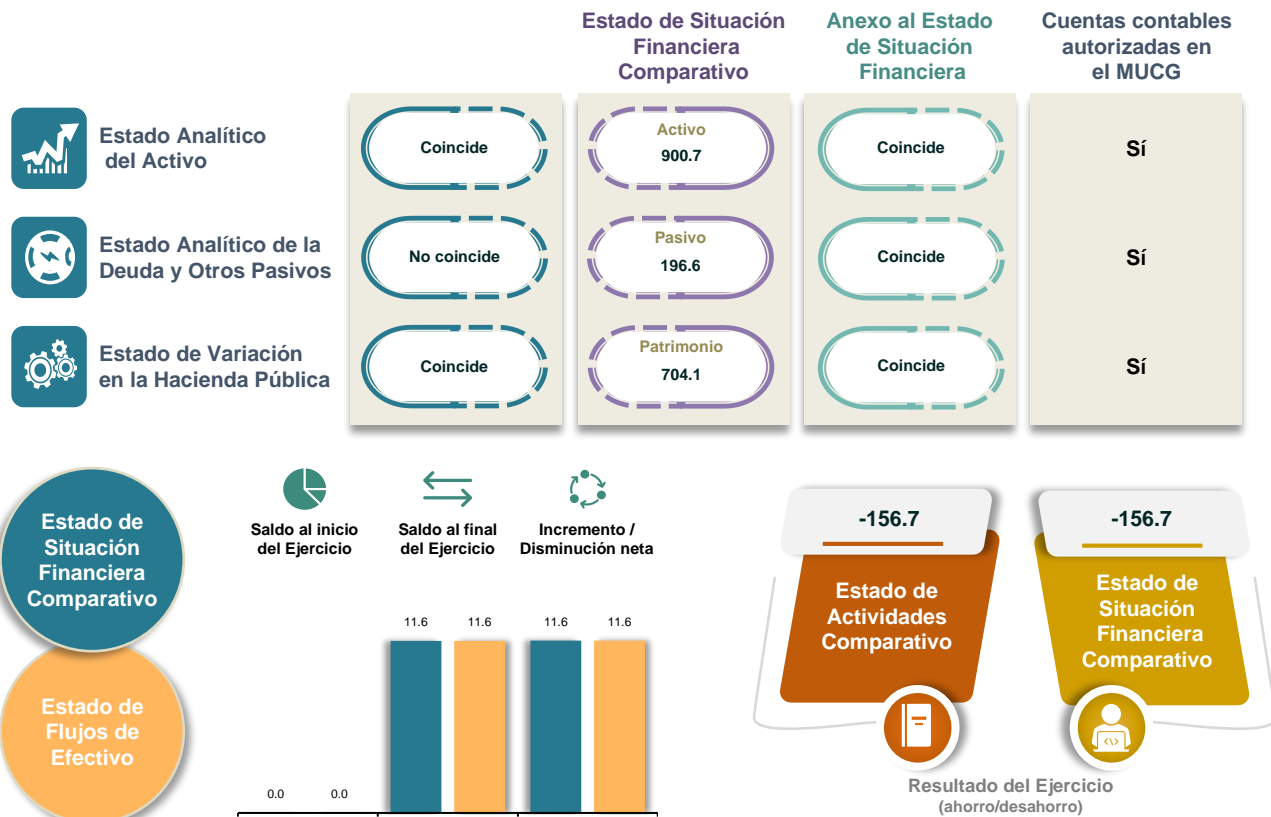 Estado de Situación
Financiera
Comparativo
Anexo al Estado
de Situación
Financiera
Cuentas contables
autorizadas en
el MUCG
Estado Analítico
del Activo
Coincide
Activo
900.7
Coincide
Sí
Estado Analítico de la
Deuda y Otros Pasivos
No coincide
Pasivo
196.6
Coincide
Sí
Estado de Variación
en la Hacienda Pública
Coincide
Patrimonio
704.1
Coincide
Sí
Estado de
Situación
Financiera
Comparativo
Estado de
Flujos de
Efectivo
Saldo al inicio
del Ejercicio
Saldo al final
del Ejercicio
Incremento /
Disminución neta
0.0 0.0
11.6 11.6
11.6 11.6
-156.7
Estado de
Actividades
Comparativo
-156.7
Estado de
Situación
Financiera
Comparativo
Resultado del Ejercicio
(ahorro/desahorro)